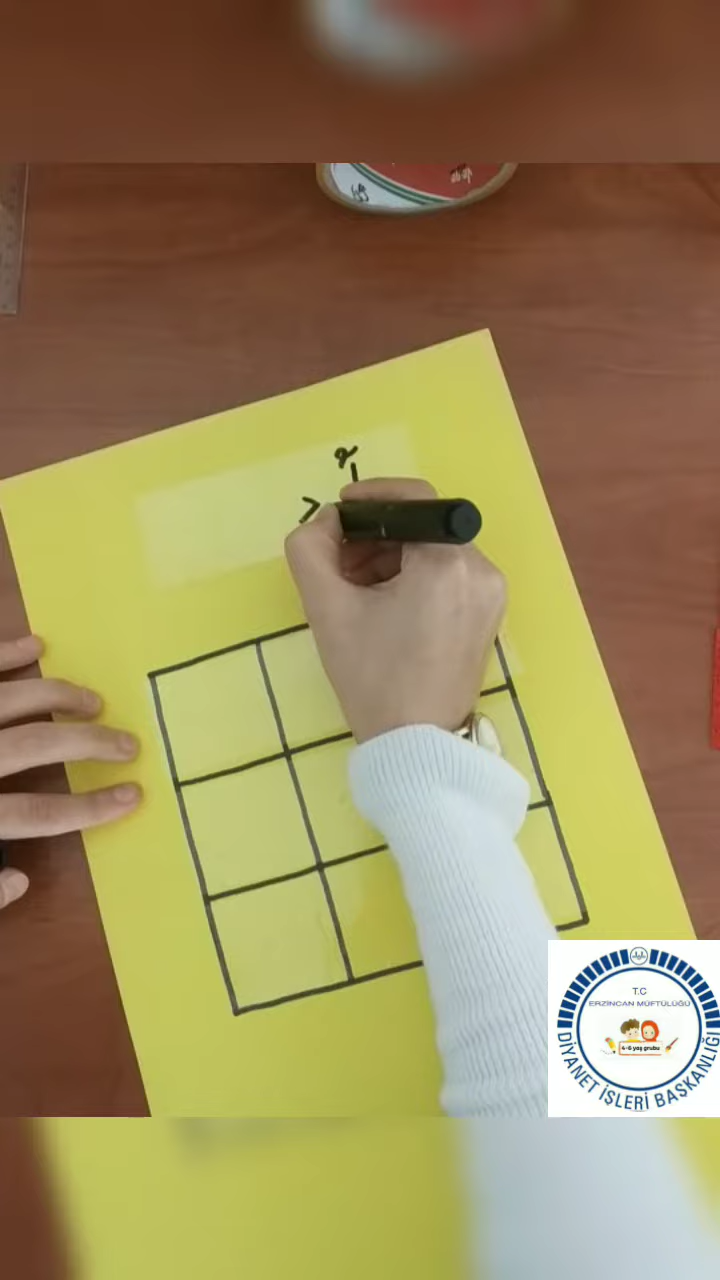 T.C
ERZİNCAN MÜFTÜLÜĞÜ
4-6 yaş grubu
DİYANET İŞLERİ BAŞKANLIĞI